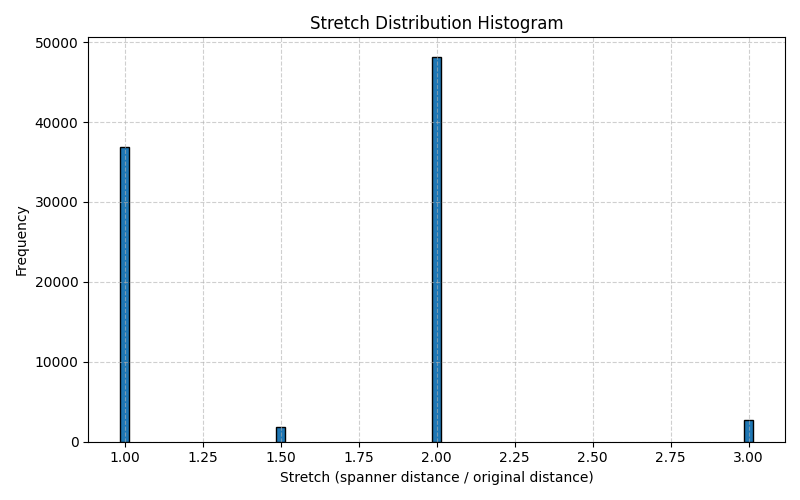 Stretch Distribution Histogram
50000
40000
30000
20000
10000
0
Frequency
1.00 1.25 1.50 1.75 2.00 2.25 2.50 2.75 3.00
Stretch (spanner distance / original distance)